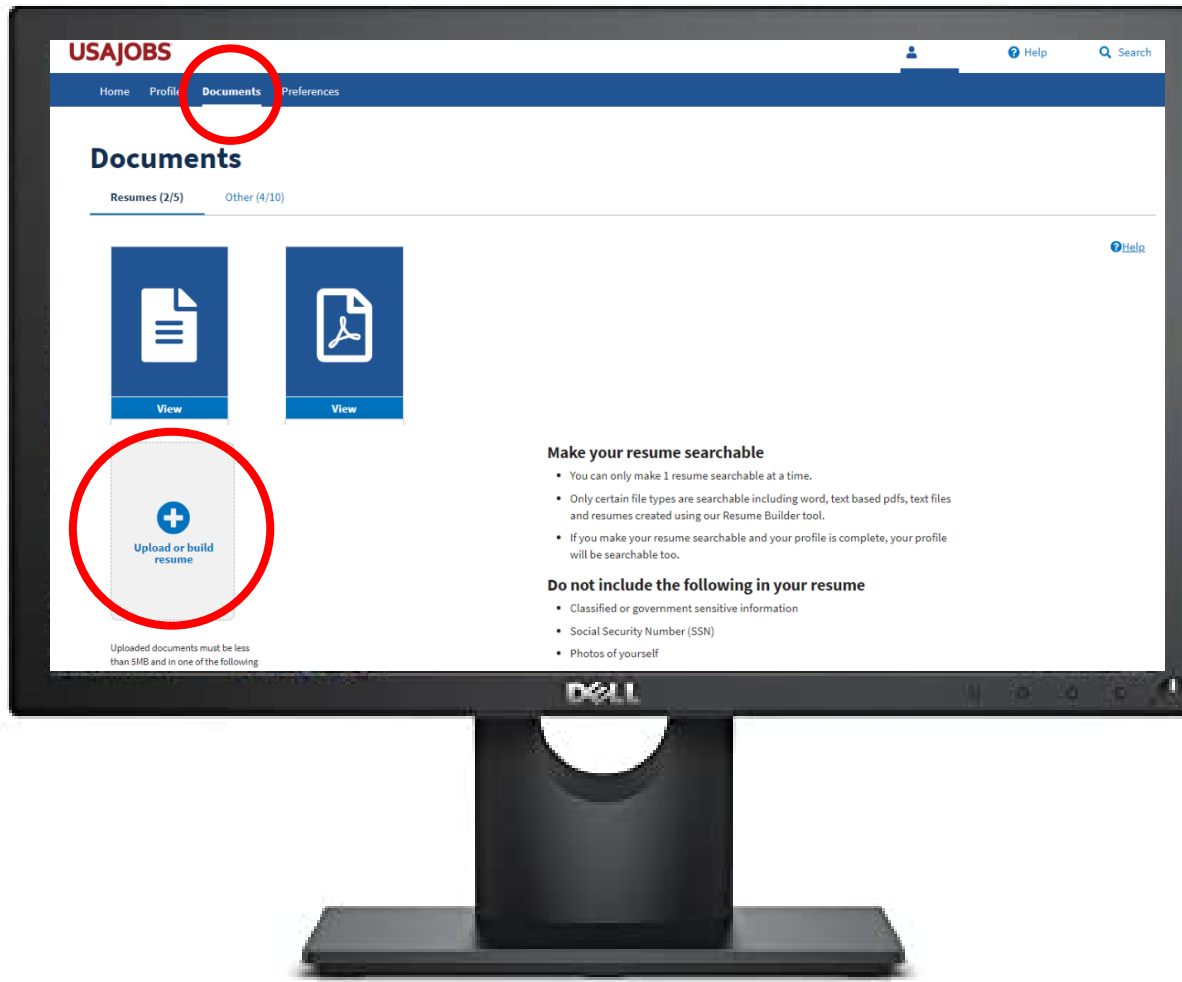 USAJOBS
Help
Search
Home Profile Documents Preferences
Documents
Resumes (2/5) Other (4/10)
Help
View View
Upload or build
resume
Uploaded documents must be less
than 5MB and in one of the following
Make your resume searchable
• You can only make 1 resume searchable at a time.
• Only certain file types are searchable including word, text based pdfs, text files
and resumes created using our Resume Builder tool.
• If you make your resume searchable and your profile is complete, your profile
will be searchable too.
Do not include the following in your resume
• Classified or government sensitive information
• Social Security Number (SSN)
• Photos of yourself
DELL